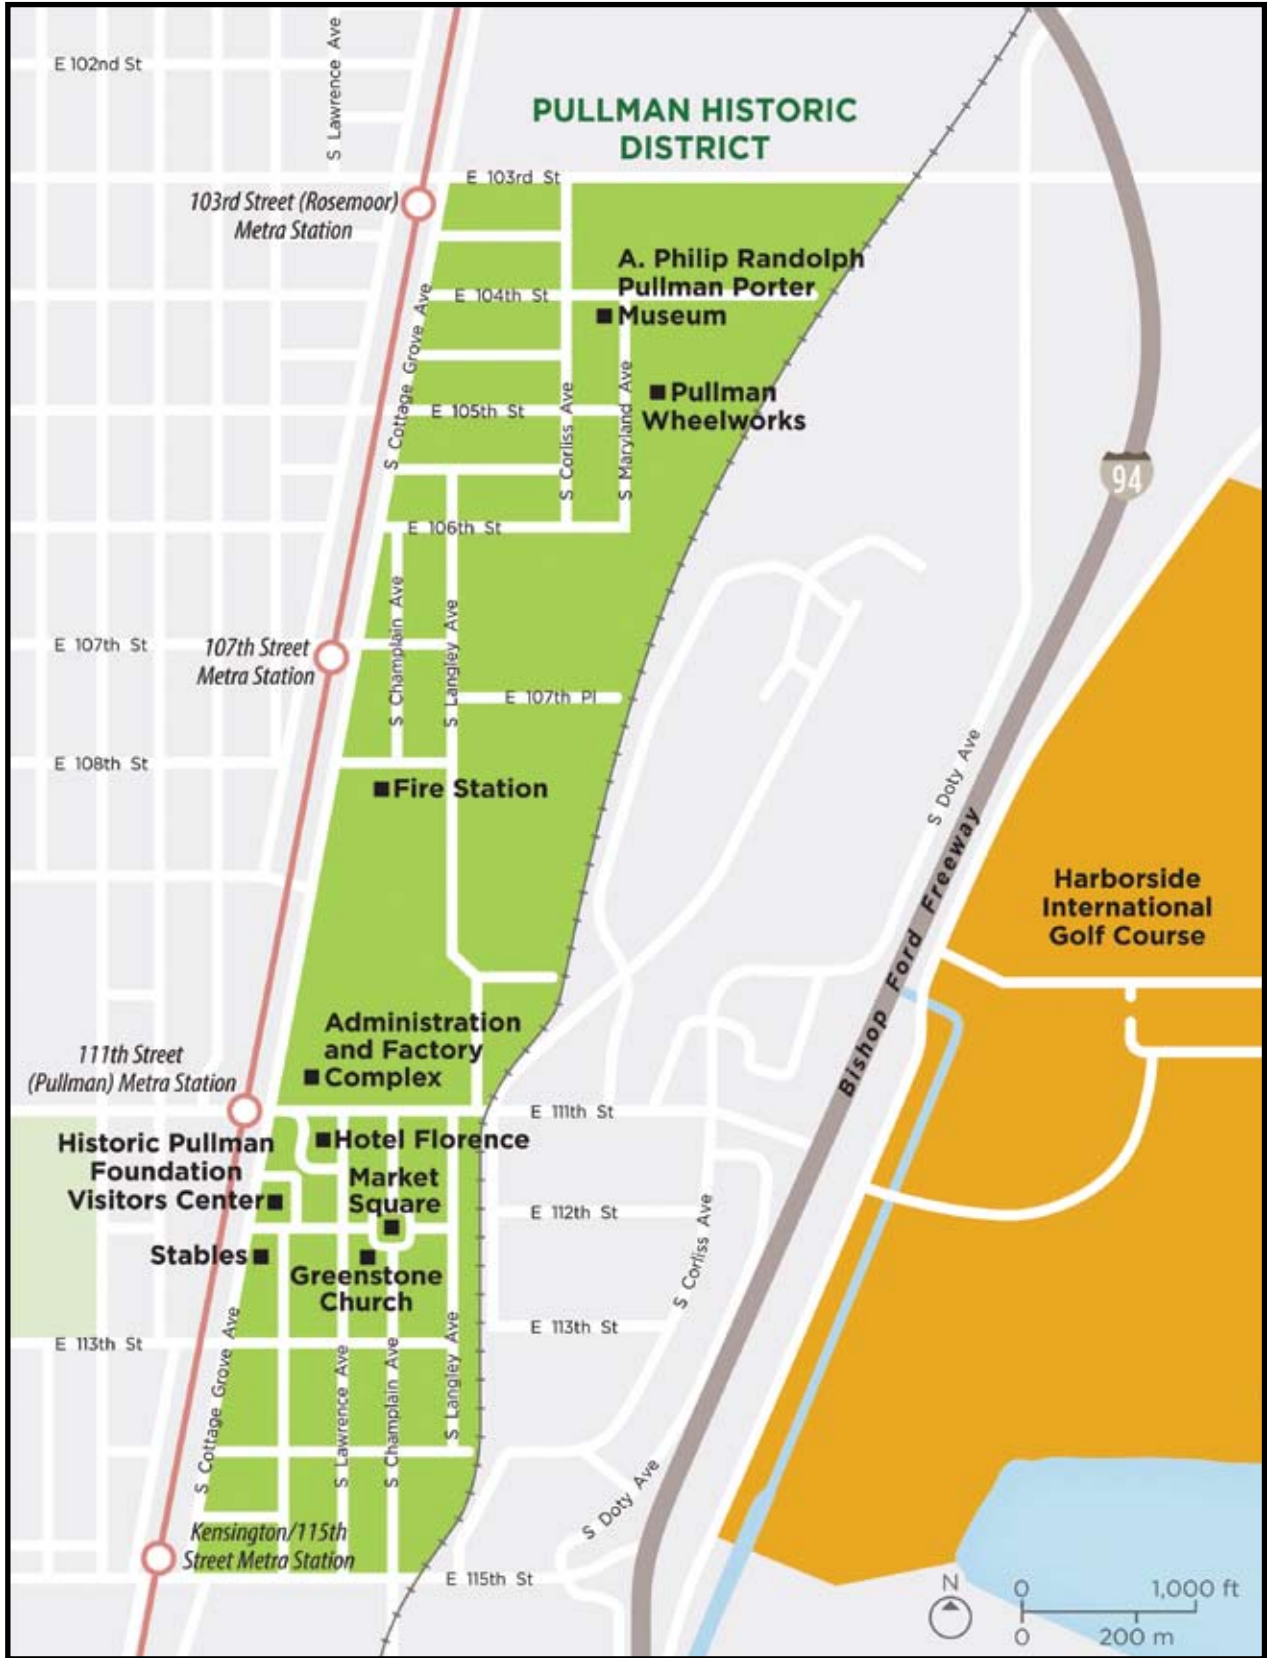 E 102nd St
S Lawrence Ave
PULLMAN HISTORIC
DISTRICT
E 103rd St
103rd Street (Rosemoor)
Metra Station
A. Philip Randolph
Pullman Porter
Museum
E 104th St
S Cottage Grove Ave
Pullman
Wheelworks
E 105th St
S Corliss Ave
S Maryland Ave
94
E 106th St
S Champlain Ave
S Langley Ave
E 107th St
107th Street
Metra Station
E 107th Pl
E 108th St
Fire Station
S Doty Ave
Bishop Ford Freeway
Harborside
International
Golf Course
Administration
and Factory
Complex
111th Street
(Pullman) Metra Station
E 111th St
Historic Pullman
Foundation
Visitors Center
Hotel Florence
Market
Square
E 112th St
S Corliss Ave
Stables
Greenstone
Church
E 113th St
E 113th St
S Cottage Grove Ave
S Lawrence Ave
S Champlain Ave
S Langley Ave
S Doty Ave
Kensington/115th
Street Metra Station
E 115th St
N
0 1,000 ft
0 200 m